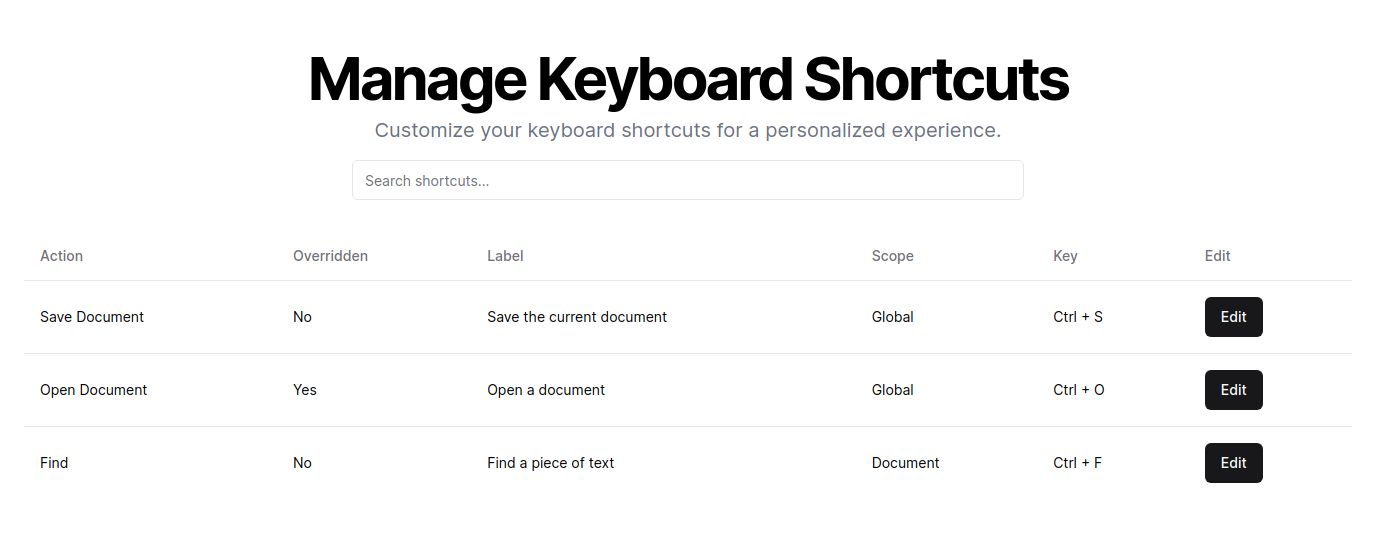 Manage Keyboard Shortcuts
Customize your keyboard shortcuts for a personalized experience.
Search shortcuts...
Action Overridden Label Scope Key Edit
Save Document No Save the current document Global Ctrl + S Edit
Open Document Yes Open a document Global Ctrl + O Edit
Find No Find a piece of text Document Ctrl + F Edit